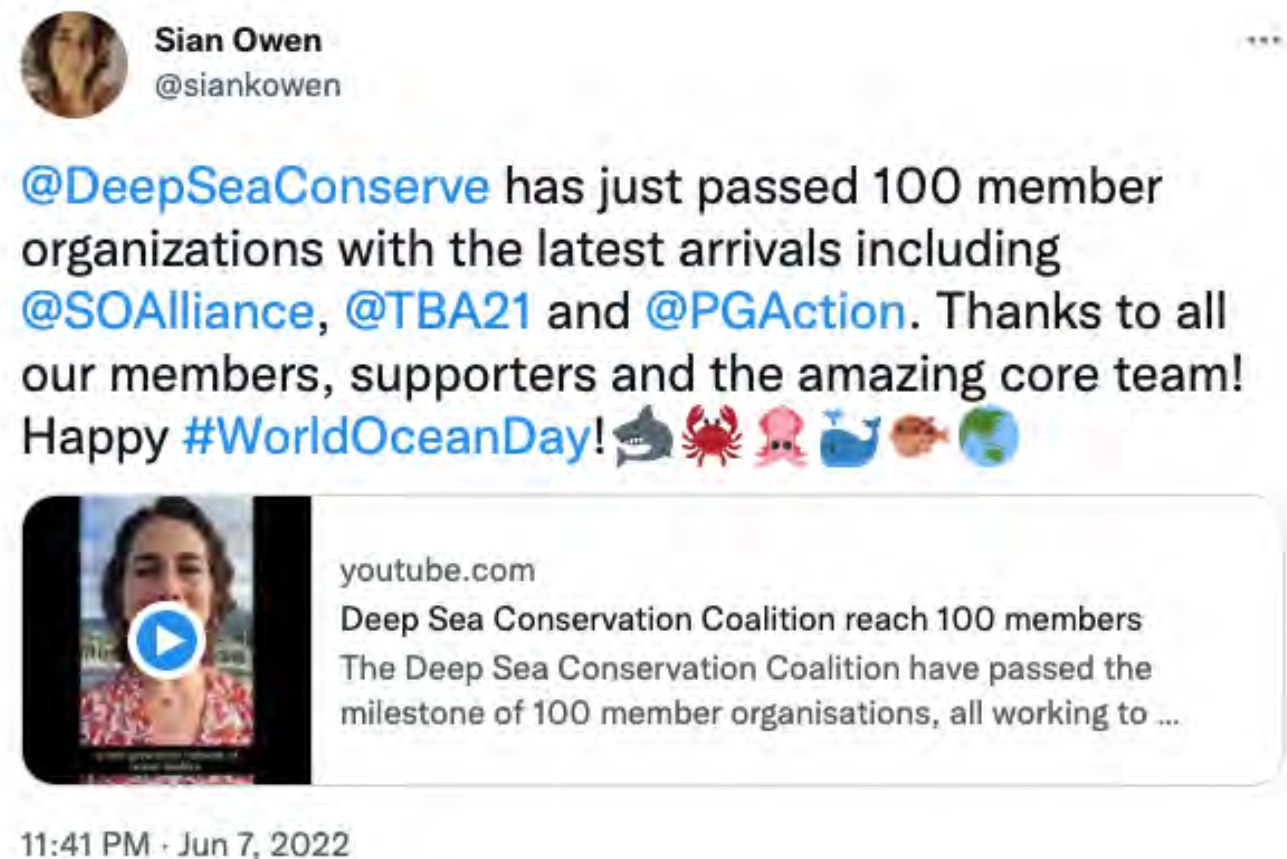 Sian Owen
@siankowen
@DeepSeaConserve has just passed 100 member
organizations with the latest arrivals including
@SOAlliance, @TBA21 and @PGAction. Thanks to all
our members, supporters and the amazing core team!
Happy #WorldOceanDay!🦈🦀🦑🐳🐡🌎
youtube.com
Deep Sea Conservation Coalition reach 100 members
The Deep Sea Conservation Coalition have passed the
milestone of 100 member organisations, all working to ...
11:41 PM · Jun 7, 2022